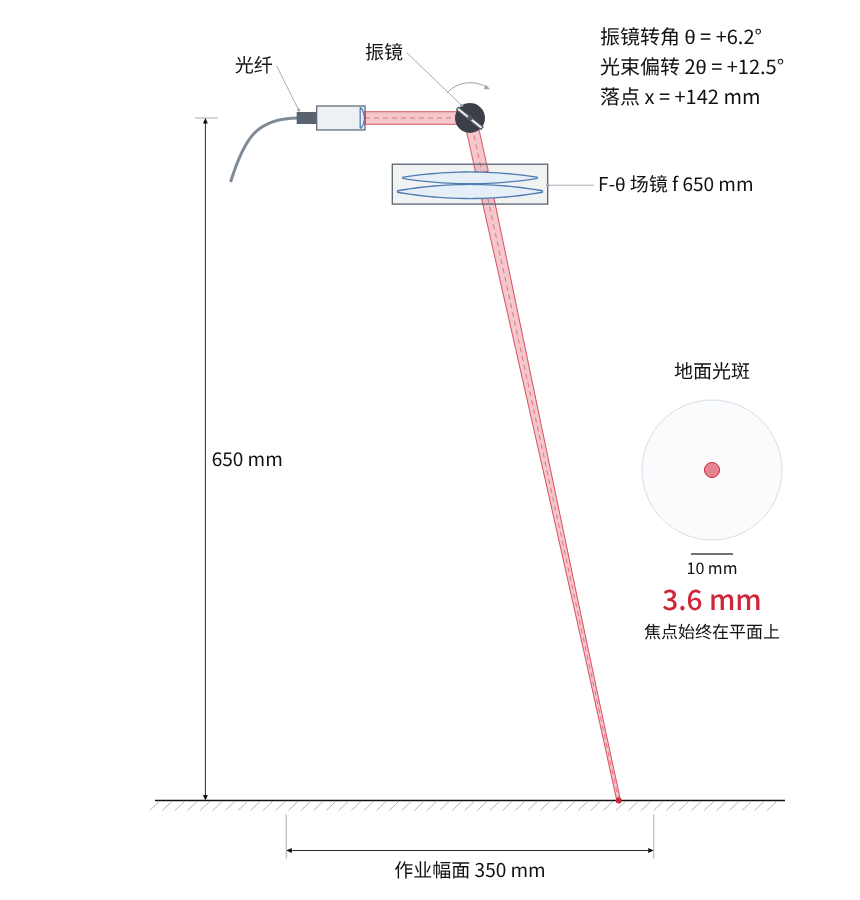 振镜转角 θ = +6.2°
光束偏转 2θ = +12.5°
落点 x = +142 mm
光纤
振镜
F-θ 场镜 f 650 mm
地面光斑
650 mm
10 mm
3.6 mm
焦点始终在平面上
作业幅面 350 mm